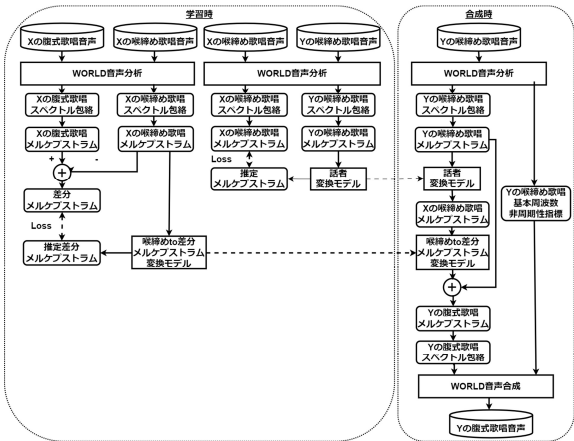 学習時
Xの腹式歌唱音声
Xの喉締め歌唱音声
Xの喉締め歌唱音声
Yの喉締め歌唱音声
WORLD音声分析
WORLD音声分析
Xの腹式歌唱
スペクトル包絡
Xの喉締め歌唱
スペクトル包絡
Xの喉締め歌唱
スペクトル包絡
Yの喉締め歌唱
スペクトル包絡
Xの腹式歌唱
メルケプストラム
Xの喉締め歌唱
メルケプストラム
Xの喉締め歌唱
メルケプストラム
Yの喉締め歌唱
メルケプストラム
+
-
+
Loss
推定
メルケプストラム
話者
変換モデル
差分
メルケプストラム
Loss
推定差分
メルケプストラム
喉締めto差分
メルケプストラム
変換モデル
合成時
Yの喉締め歌唱音声
WORLD音声分析
Yの喉締め歌唱
スペクトル包絡
Yの喉締め歌唱
メルケプストラム
話者
変換モデル
Yの喉締め歌唱
基本周波数
非周期性指標
Xの喉締め歌唱
メルケプストラム
喉締めto差分
メルケプストラム
変換モデル
+
Yの腹式歌唱
メルケプストラム
Yの腹式歌唱
スペクトル包絡
WORLD音声合成
Yの腹式歌唱音声